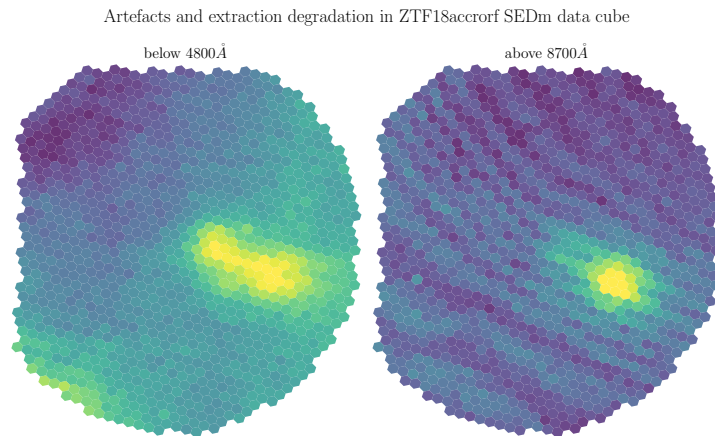 Artefacts and extraction degradation in ZTF18accrorf SEDm data cube
below 4800Å
above 8700Å